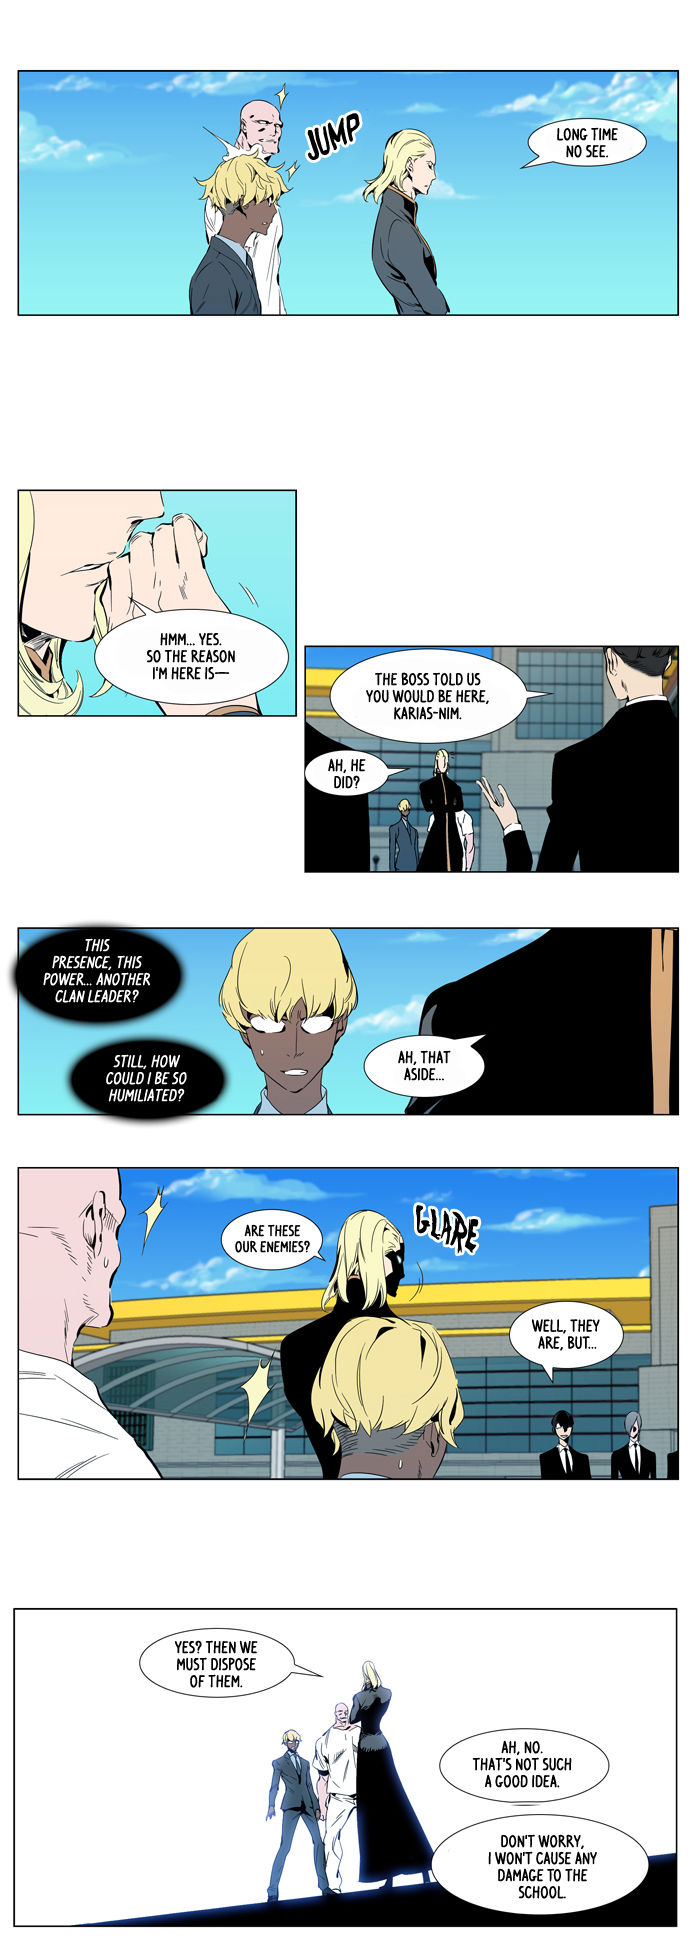 JUMP
LONG TIME
NO SEE.
HMM... YES.
SO THE REASON
I'M HERE IS—
THE BOSS TOLD US
YOU WOULD BE HERE,
KARIAS-NIM.
AH, HE
DID?
THIS
PRESENCE, THIS
POWER... ANOTHER
CLAN LEADER?
STILL, HOW
COULD I BE SO
HUMILIATED?
AH, THAT
ASIDE...
ARE THESE
OUR ENEMIES?
GLARE
WELL, THEY
ARE, BUT...
YES? THEN WE
MUST DISPOSE
OF THEM.
AH, NO.
THAT'S NOT SUCH
A GOOD IDEA.
DON'T WORRY,
I WON'T CAUSE ANY
DAMAGE TO THE
SCHOOL.